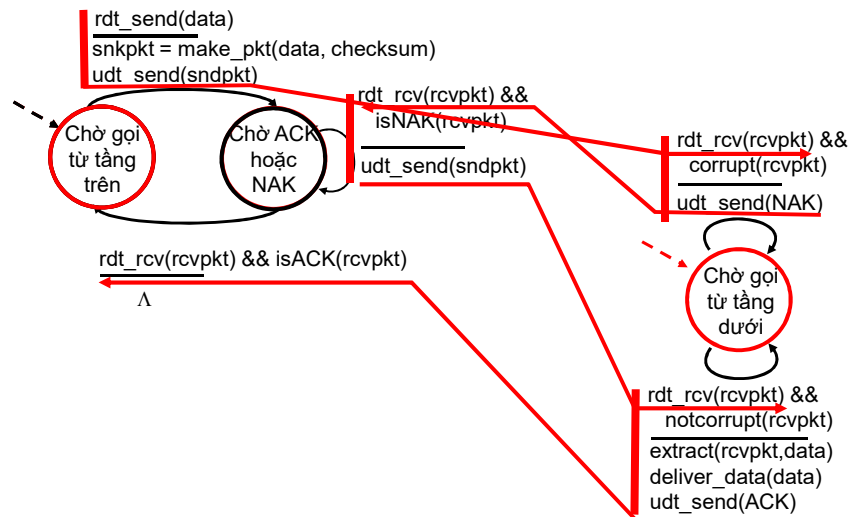 rdt_send(data)
snkpkt = make_pkt(data, checksum)
udt_send(sndpkt)
Chờ gọi
từ tầng
trên
Chờ ACK
hoặc
NAK
rdt_rcv(rcvpkt) &&
isNAK(rcvpkt)
udt_send(sndpkt)
rdt_rcv(rcvpkt) && isACK(rcvpkt)
Λ
rdt_rcv(rcvpkt) &&
corrupt(rcvpkt)
udt_send(NAK)
Chờ gọi
từ tầng
dưới
rdt_rcv(rcvpkt) &&
notcorrupt(rcvpkt)
extract(rcvpkt,data)
deliver_data(data)
udt_send(ACK)